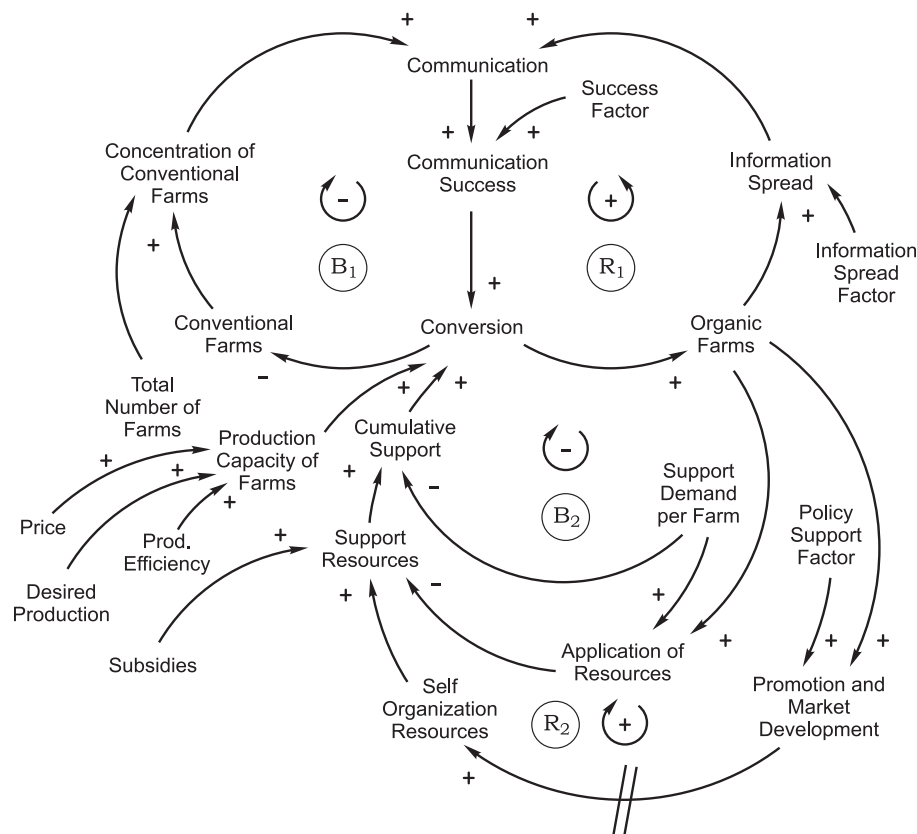 + +
Communication
Success
Factor
+ +
Concentration of
Conventional
Farms
Communication
Success
Information
Spread
- +
+ +
B₁ R₁
Information
Spread
Factor
+
Conventional
Farms
Conversion
Organic
Farms
- + + +
Total
Number of
Farms
Production
Capacity of
Farms
Cumulative
Support
-
+ + + -
Support
Demand
per Farm
+
B₂
Price
Prod.
Efficiency
+
Support
Resources
Policy
Support
Factor
Desired
Production
+ - +
Subsidies
Application of
Resources
+ + +
Self
Organization
Resources
R₂ +
Promotion and
Market
Development
+